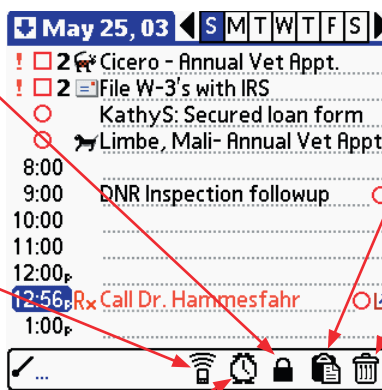 May 25, 03 S M T W T F S
! 2 Cicero - Annual Vet Appt.
! 2 File W-3's with IRS
KathyS: Secured loan form
Limbe, Mali- Annual Vet Appt
8:00
9:00 DNR Inspection followup
10:00
11:00
12:00P
12:56P Rx Call Dr. Hammesfahr
1:00P
...